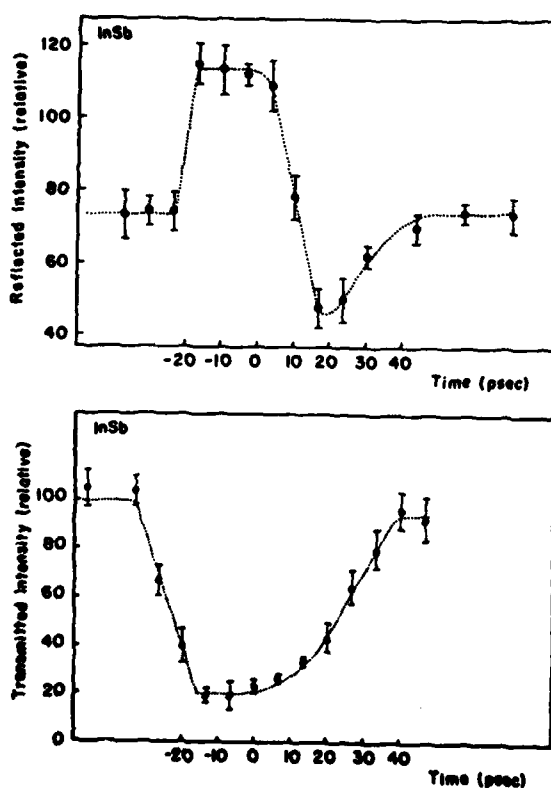 InSb
Reflected Intensity (relative)
120
100
80
60
40
-20 -10 0 10 20 30 40
Time (psec)
InSb
Transmitted Intensity (relative)
100
80
60
40
20
0
-20 -10 0 10 20 30 40
Time (psec)